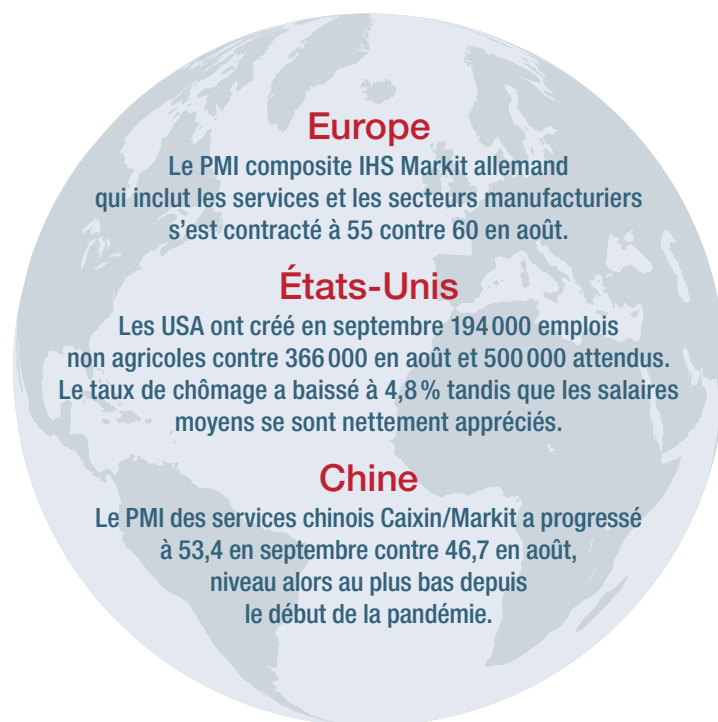 Europe
Le PMI composite IHS Markit allemand
qui inclut les services et les secteurs manufacturiers
s'est contracté à 55 contre 60 en août.
États-Unis
Les USA ont créé en septembre 194 000 emplois
non agricoles contre 366 000 en août et 500 000 attendus.
Le taux de chômage a baissé à 4,8 % tandis que les salaires
moyens se sont nettement appréciés.
Chine
Le PMI des services chinois Caixin/Markit a progressé
à 53,4 en septembre contre 46,7 en août,
niveau alors au plus bas depuis
le début de la pandémie.